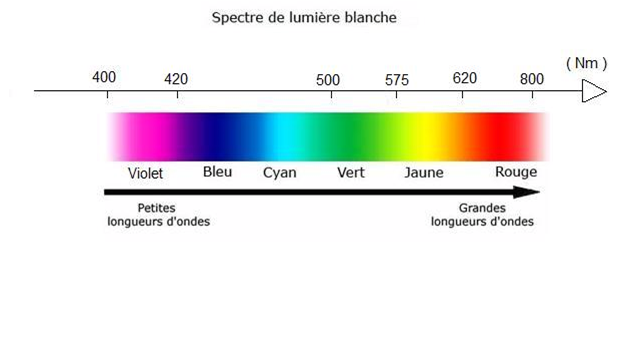 Spectre de lumière blanche
( Nm )
400 420 500 575 620 800
Violet Bleu Cyan Vert Jaune Rouge
Petites
longueurs d'ondes
Grandes
longueurs d'ondes